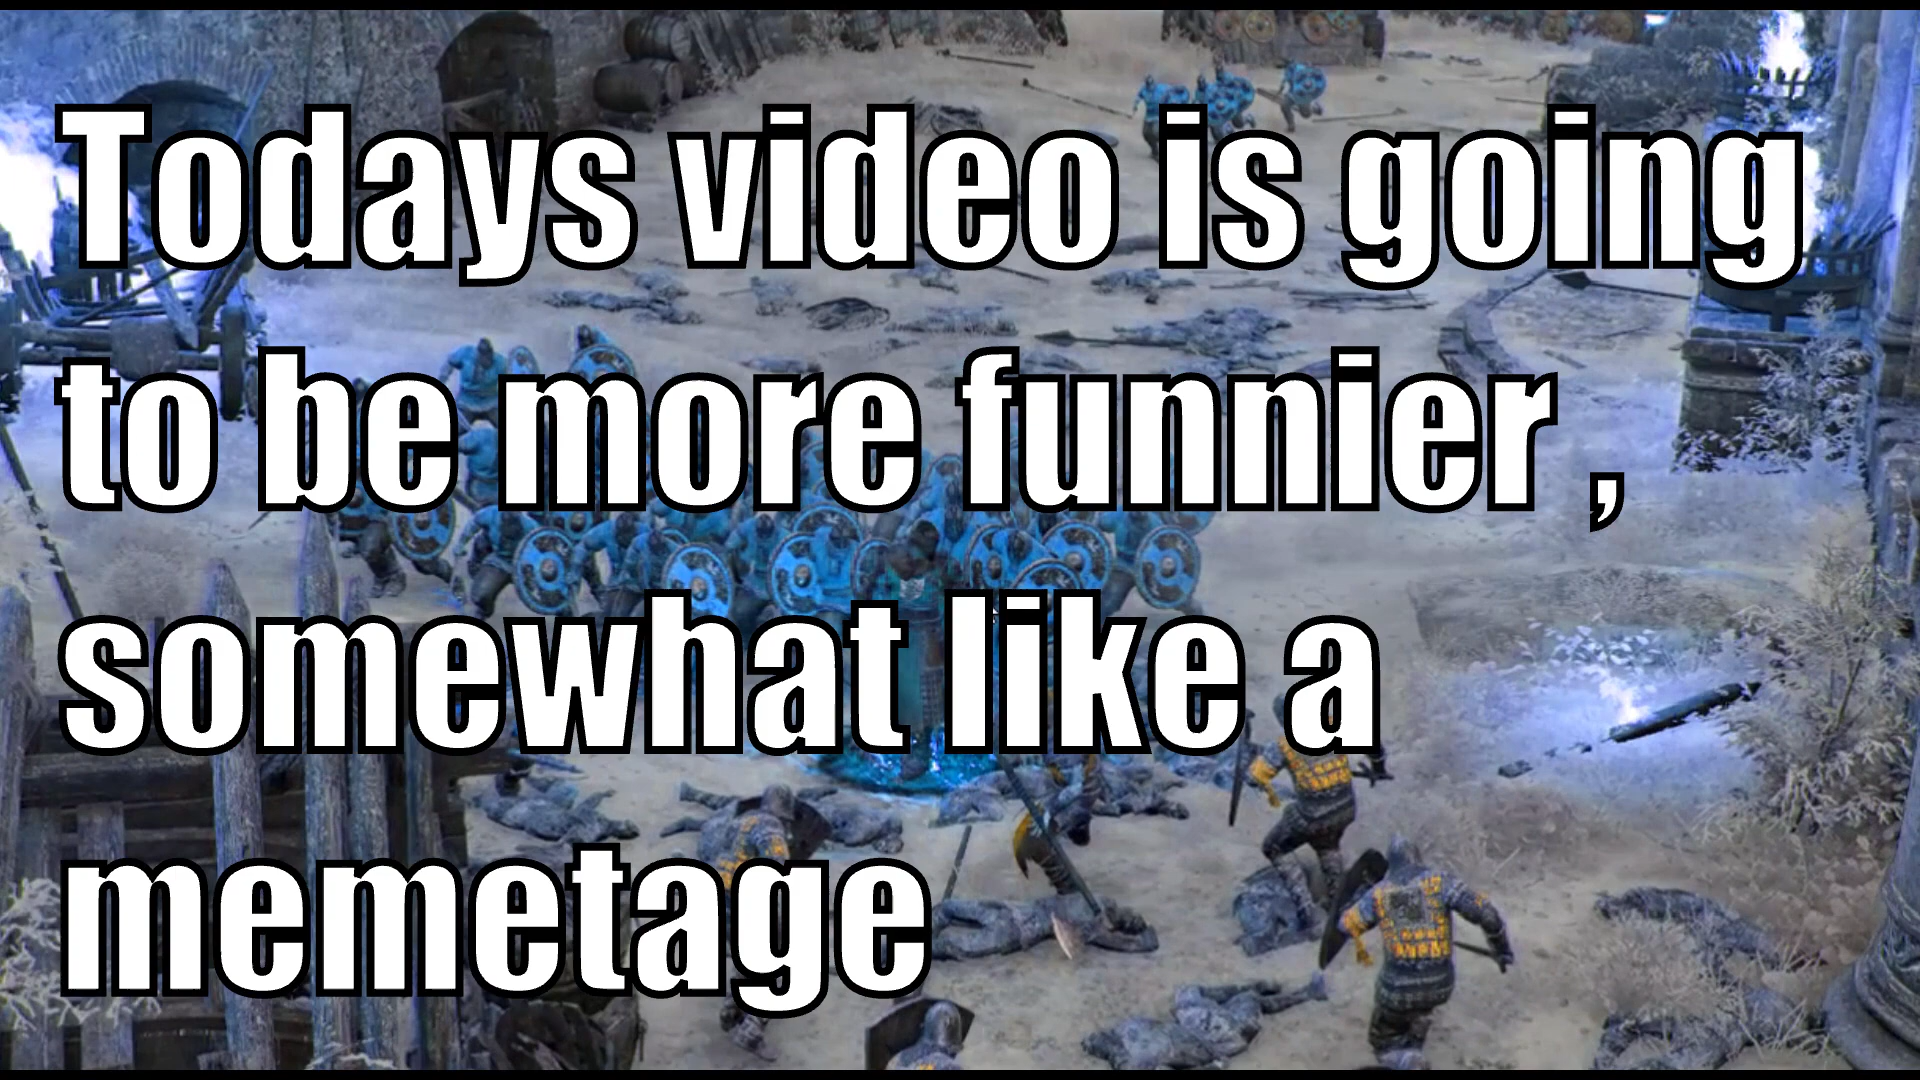 Todays video is going
to be more funnier ,
somewhat like a
memetage